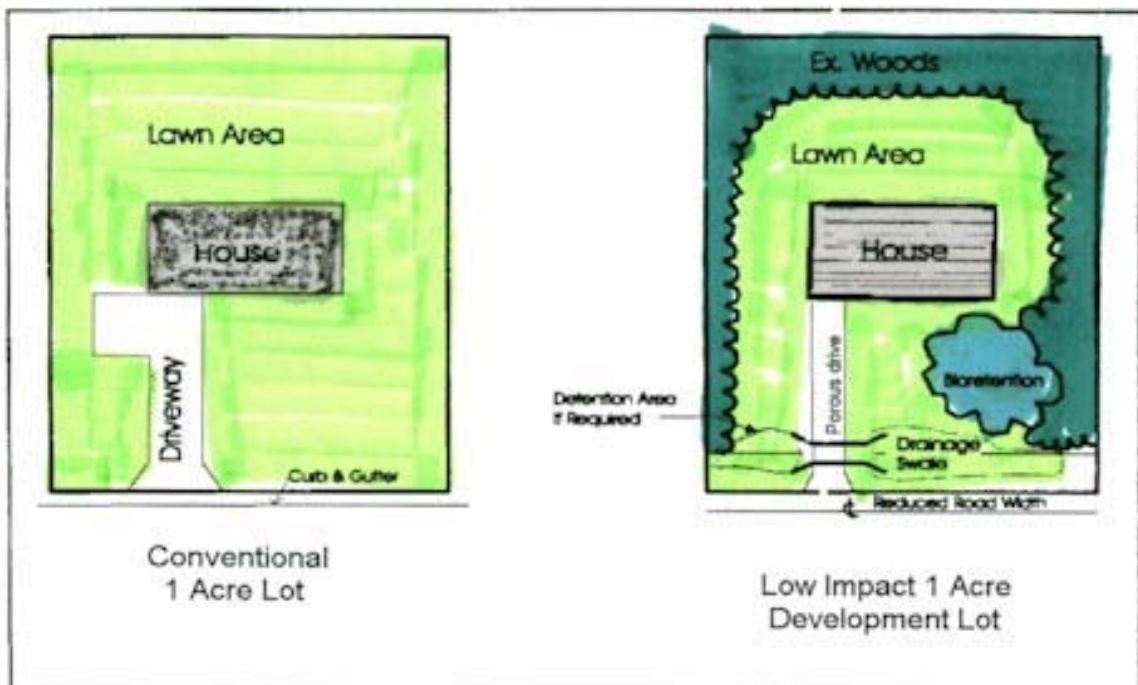 Lawn Area
House
Driveway
Curb & Gutter
Conventional
1 Acre Lot
Ex. Woods
Lawn Area
House
Bioretention
Porous drive
Detention Area
If Required
Drainage
Swale
℄ Reduced Road Width
Low Impact 1 Acre
Development Lot